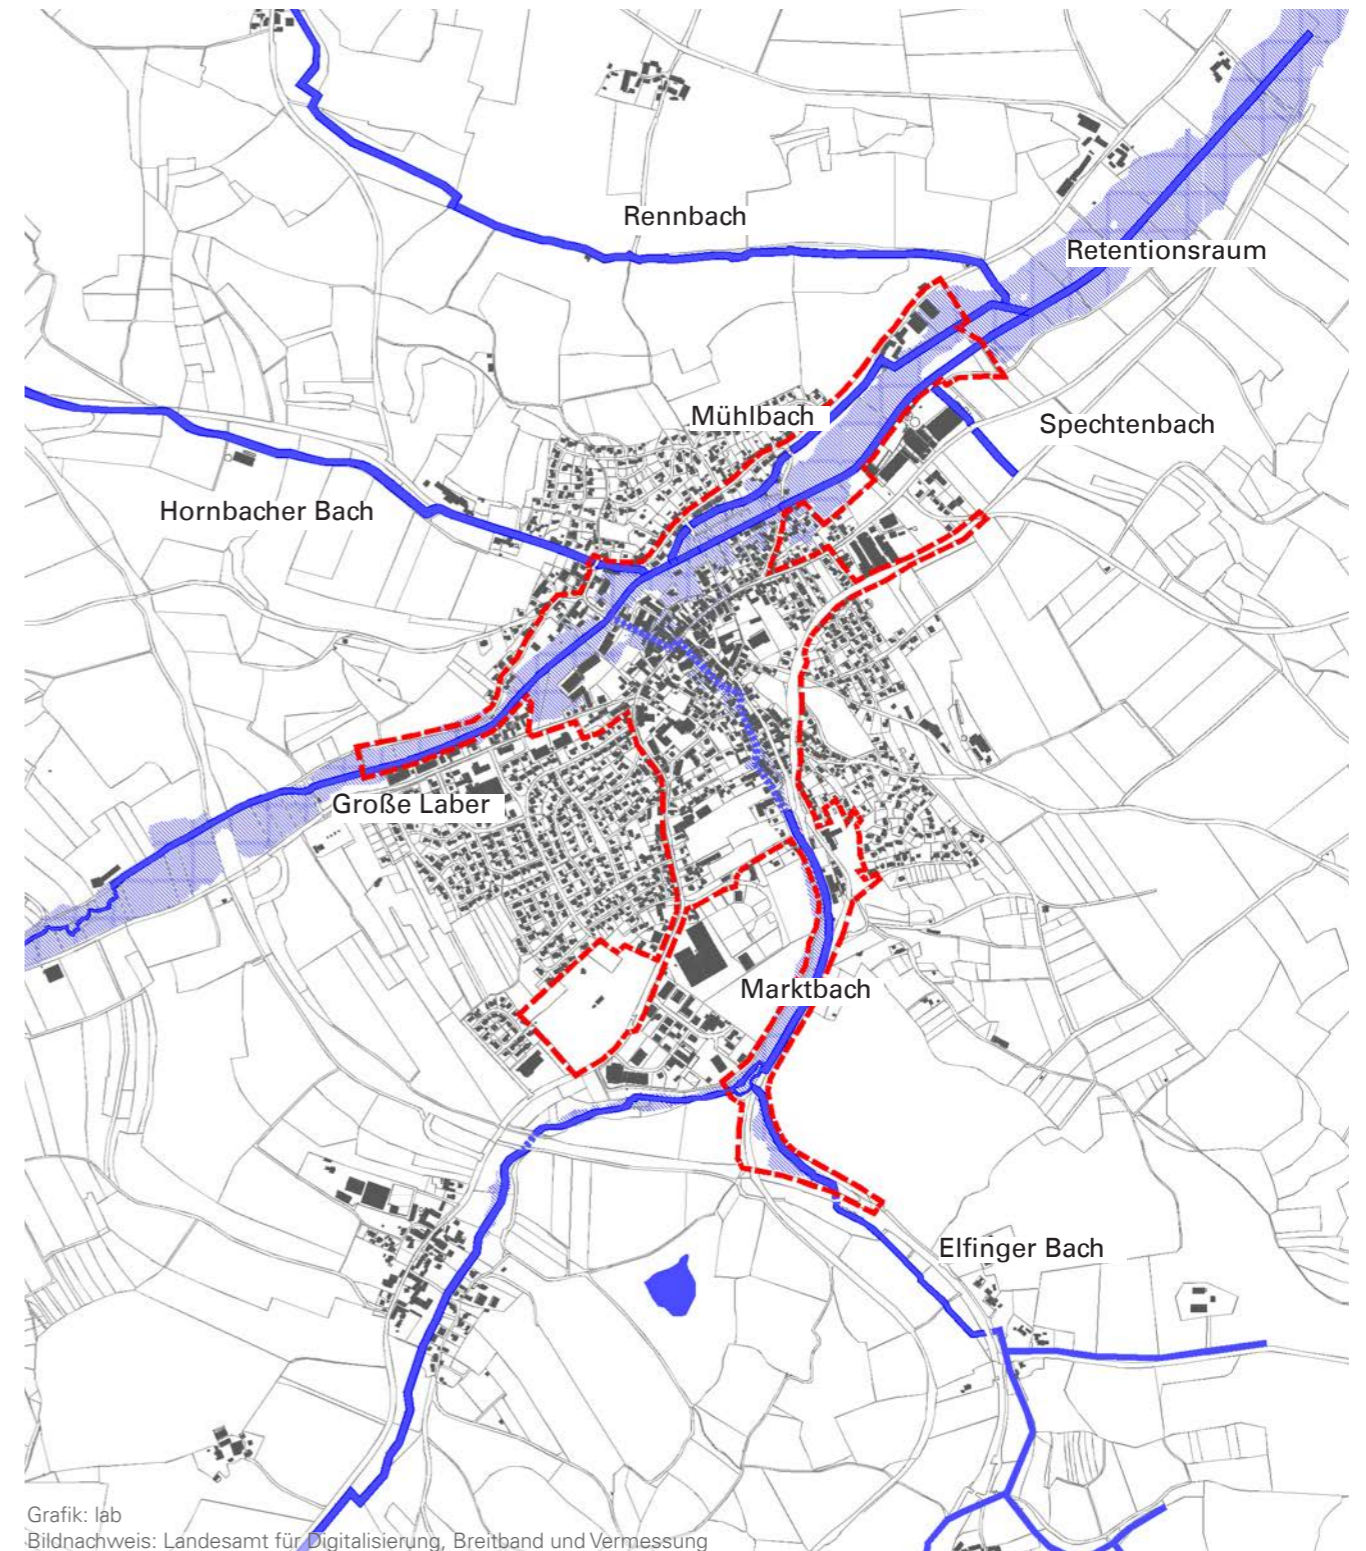 Rennbach
Retentionsraum
Mühlbach
Spechtenbach
Hornbacher Bach
Große Laber
Marktbach
Elfinger Bach
Grafik: lab
Bildnachweis: Landesamt für Digitalisierung, Breitband und Vermessung